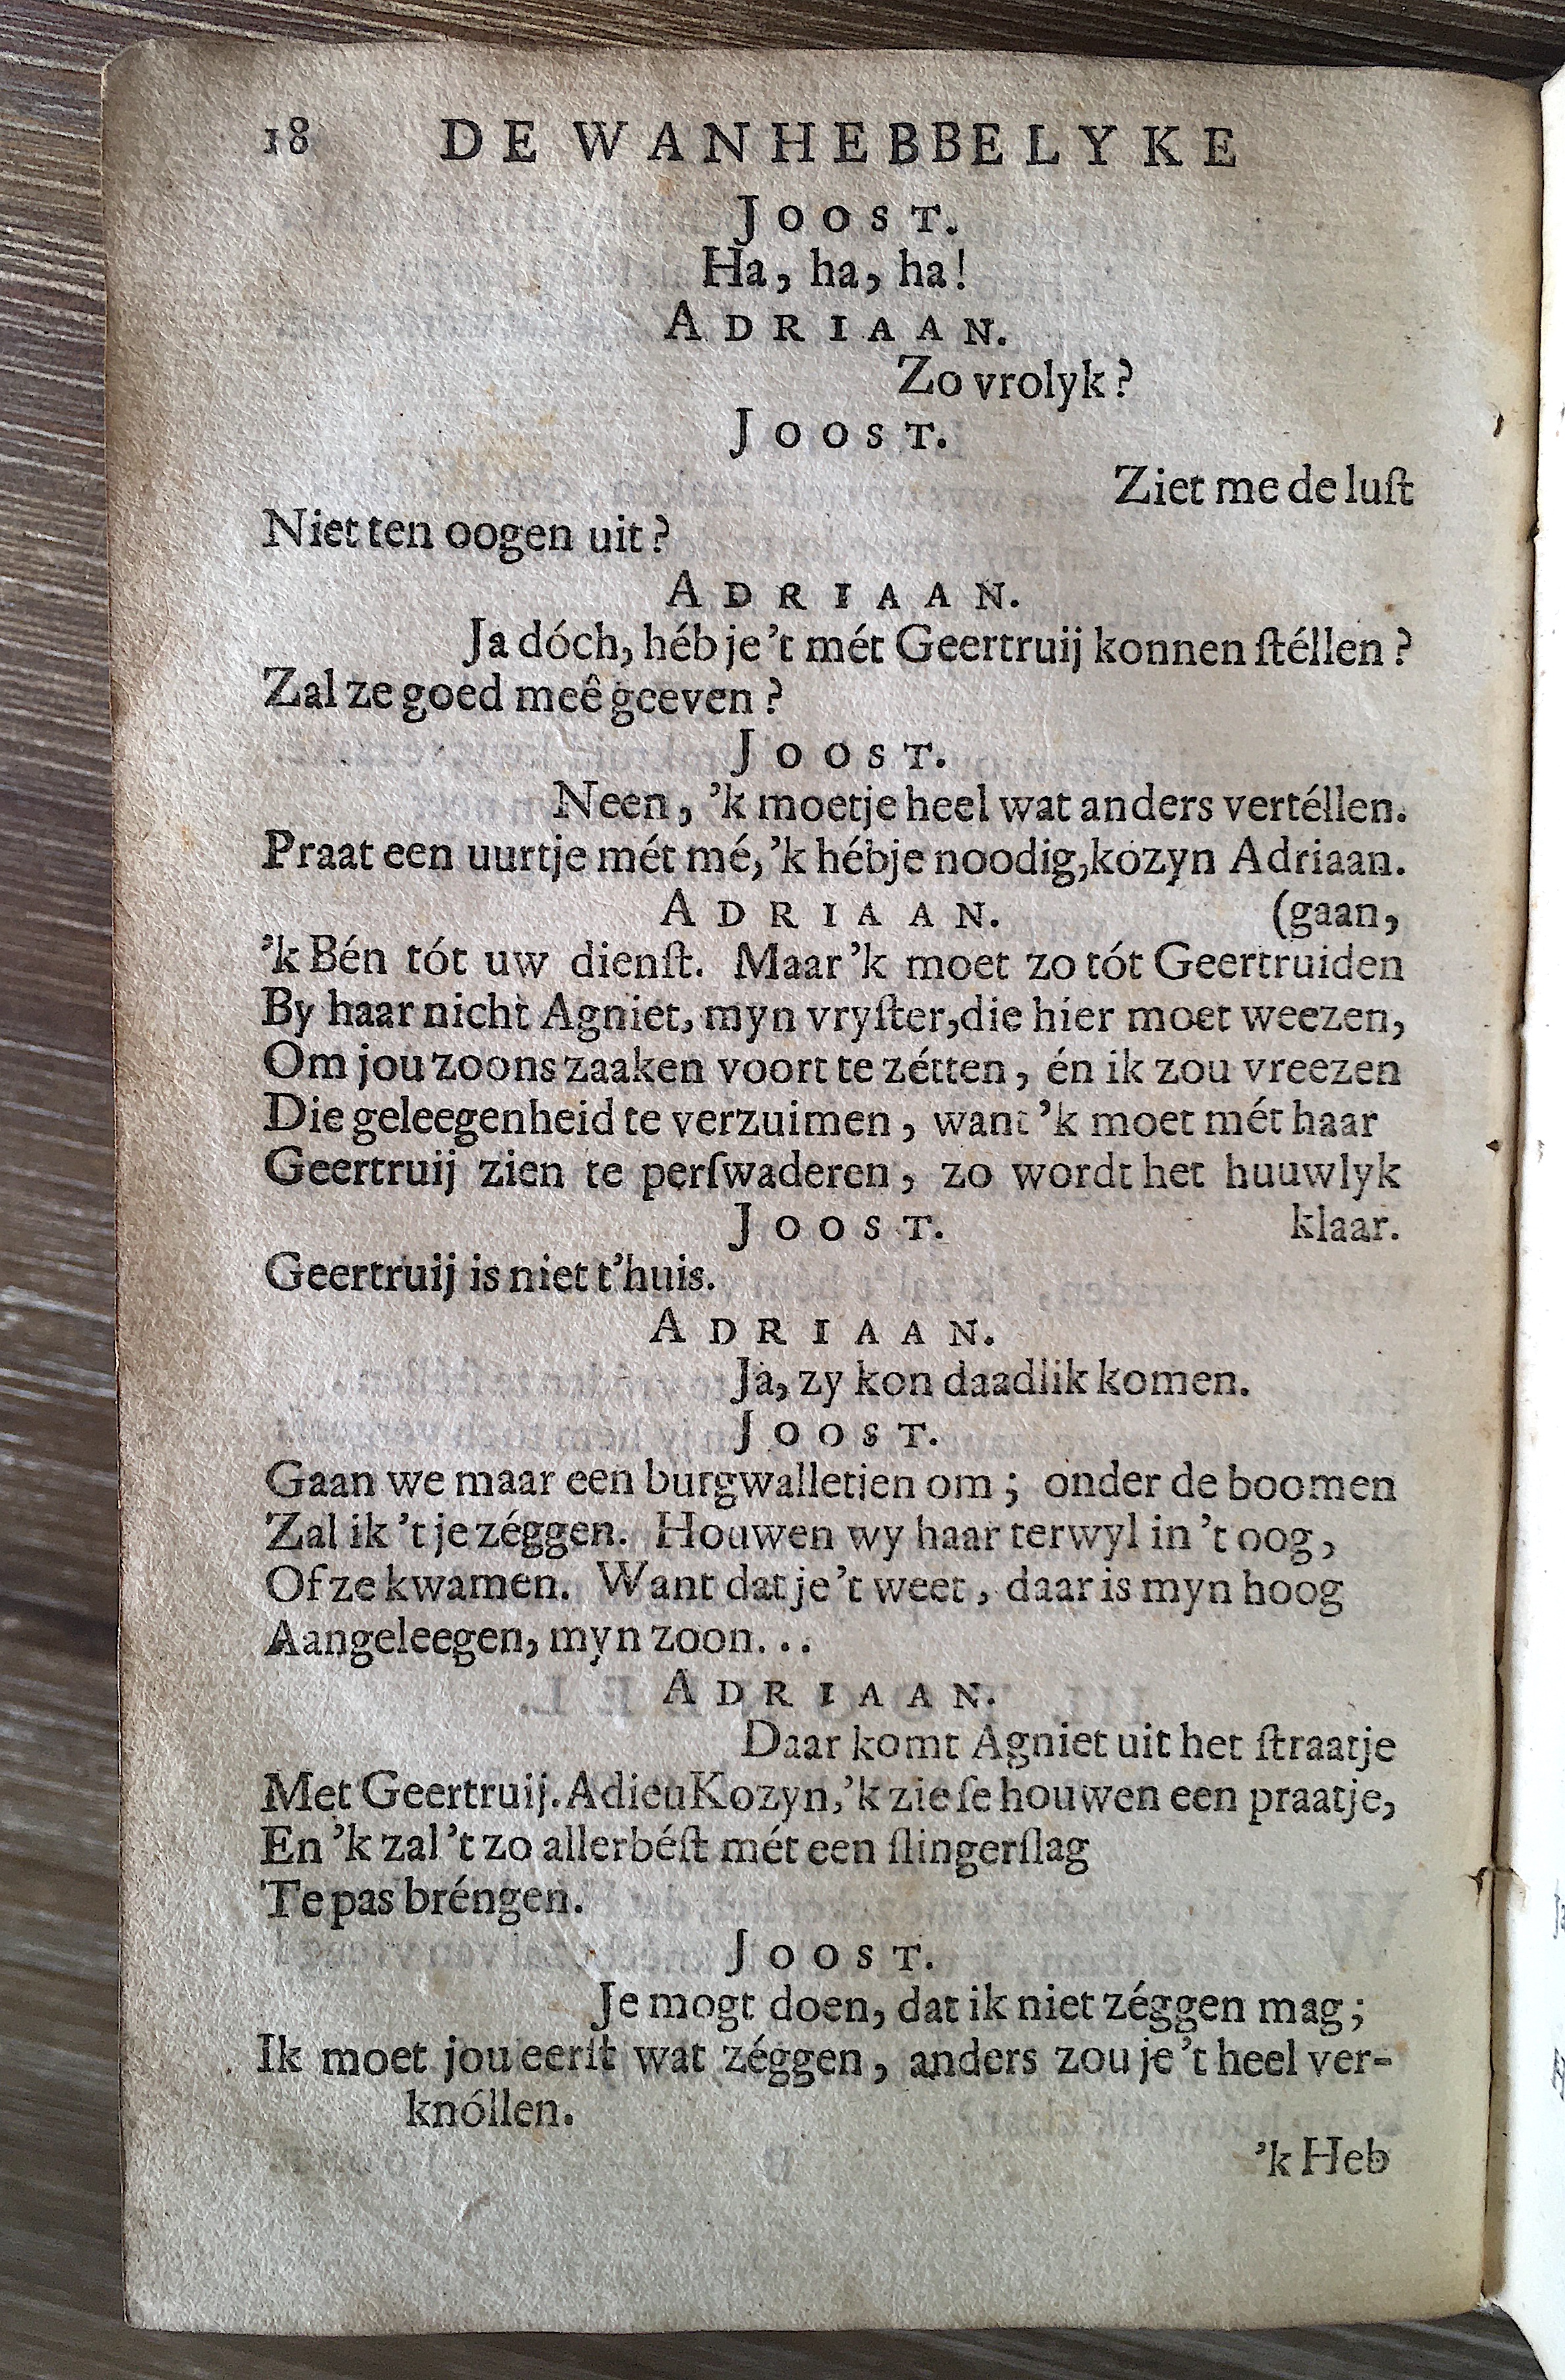 18 DE WANHEBBELYKE
JOOST.
Ha, ha, ha!
ADRIAAN.
Zo vrolyk?
JOOST.
Ziet me de luſt
Niet ten oogen uit?
ADRIAAN.
Ja dóch, héb je 't mét Geertruij konnen ſtéllen?
Zal ze goed meê geeven?
JOOST.
Neen, 'k moetje heel wat anders vertéllen.
Praat een uurtje mét mé, 'k hébje noodig, kozyn Adriaan.
ADRIAAN. (gaan,
'k Bén tót uw dienſt. Maar 'k moet zo tót Geertruiden
By haar nicht Agniet, myn vryſter, die hier moet weezen,
Om jou zoons zaaken voort te zétten, én ik zou vreezen
Die geleegenheid te verzuimen, want 'k moet mét haar
Geertruij zien te perſwaderen, zo wordt het huuwlyk
JOOST. klaar.
Geertruij is niet t'huis.
ADRIAAN.
Ja, zy kon daadlik komen.
JOOST.
Gaan we maar een burgwalletien om; onder de boomen
Zal ik 't je zéggen. Houwen wy haar terwyl in 't oog,
Of ze kwamen. Want dat je 't weet, daar is myn hoog
Aangeleegen, myn zoon...
ADRIAAN.
Daar komt Agniet uit het ſtraatje
Met Geertruij. Adieu Kozyn, 'k zie ſe houwen een praatje,
En 'k zal 't zo allerbéſt mét een ſlingerſlag
Te pas bréngen.
JOOST.
Je mogt doen, dat ik niet zéggen mag;
Ik moet jou eerſt wat zéggen, anders zou je 't heel ver-
knóllen.
'k Heb